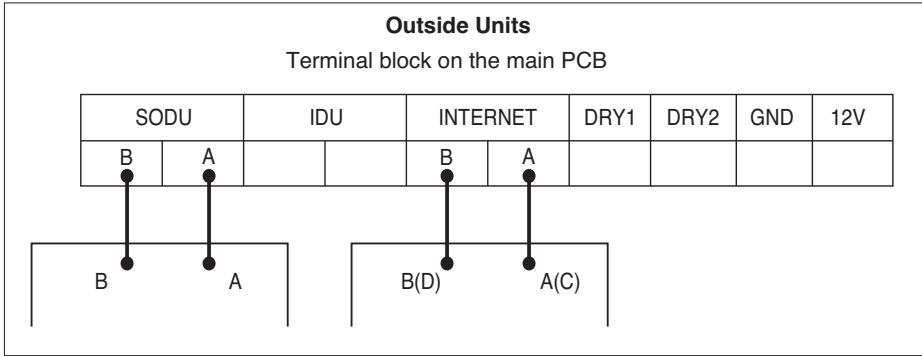 Outside Units
Terminal block on the main PCB
SODU IDU INTERNET DRY1 DRY2 GND 12V
B A B A
B A B(D) A(C)